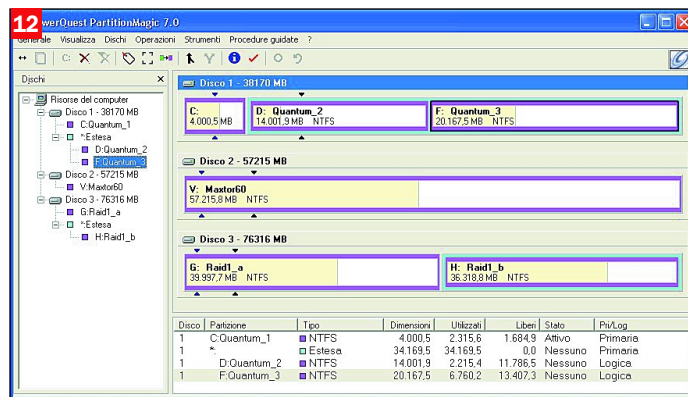 12
werQuest PartitionMagic 7.0
Generale Visualizza Dischi Operazioni Strumenti Procedure guidate ?
C:
Dischi
Risorse del computer
Disco 1 - 38170 MB
C:Quantum_1
*:Estesa
D:Quantum_2
F:Quantum_3
Disco 2 - 57215 MB
V:Maxtor60
Disco 3 - 76316 MB
G:Raid1_a
*:Estesa
H:Raid1_b
Disco 1 - 38170 MB
C:
4.000,5 MB
D: Quantum_2
14.001,9 MB NTFS
F: Quantum_3
20.167,5 MB NTFS
Disco 2 - 57215 MB
V: Maxtor60
57.215,8 MB NTFS
Disco 3 - 76316 MB
G: Raid1_a
39.997,7 MB NTFS
H: Raid1_b
36.318,8 MB NTFS
Disco Partizione Tipo Dimensioni Utilizzati Liberi Stato Pri/Log
1 C:Quantum_1 NTFS 4.000,5 2.315,6 1.684,9 Attivo Primaria
1 *: Estesa 34.169,5 34.169,5 0,0 Nessuno Primaria
1 D:Quantum_2 NTFS 14.001,9 2.215,4 11.786,5 Nessuno Logica
1 F:Quantum_3 NTFS 20.167,5 6.760,2 13.407,3 Nessuno Logica